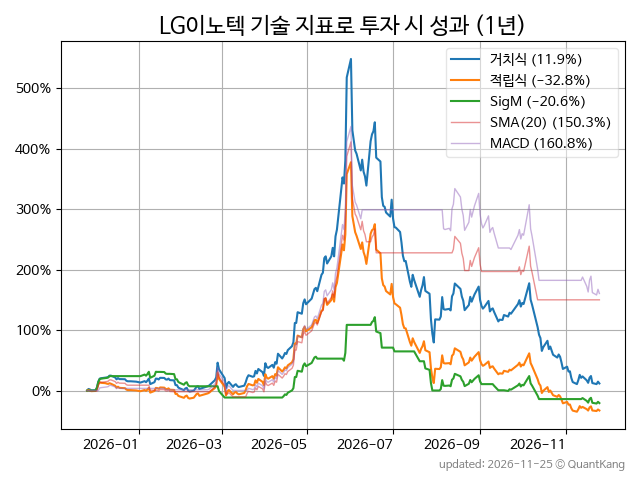 LG이노텍 기술 지표로 투자 시 성과 (1년)
거치식 (11.9%)
적립식 (-32.8%)
SigM (-20.6%)
SMA(20) (150.3%)
MACD (160.8%)
500%
400%
300%
200%
100%
0%
2026-01 2026-03 2026-05 2026-07 2026-09 2026-11
updated: 2026-11-25 © QuantKang